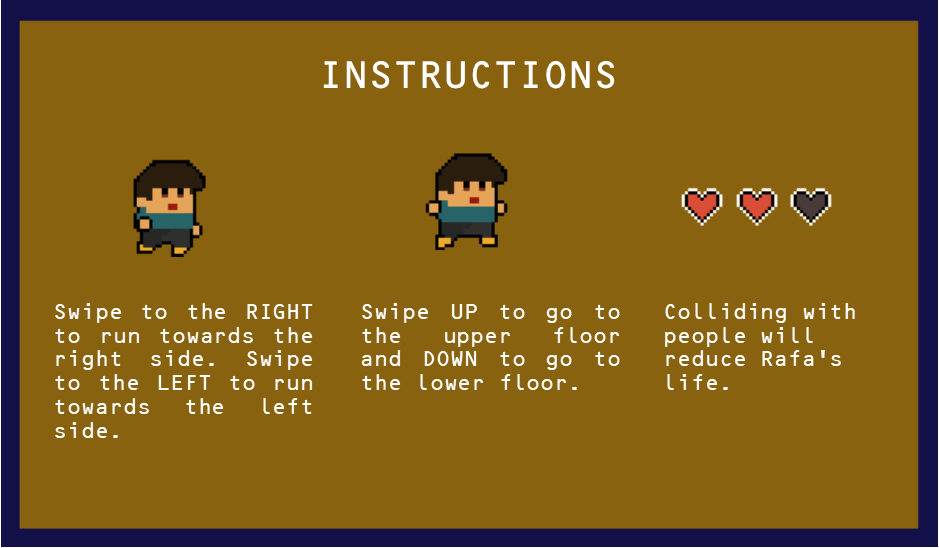 INSTRUCTIONS
Swipe to the RIGHT
to run towards the
right side. Swipe
to the LEFT to run
towards the left
side.
Swipe UP to go to
the upper floor
and DOWN to go to
the lower floor.
Colliding with
people will
reduce Rafa's
life.